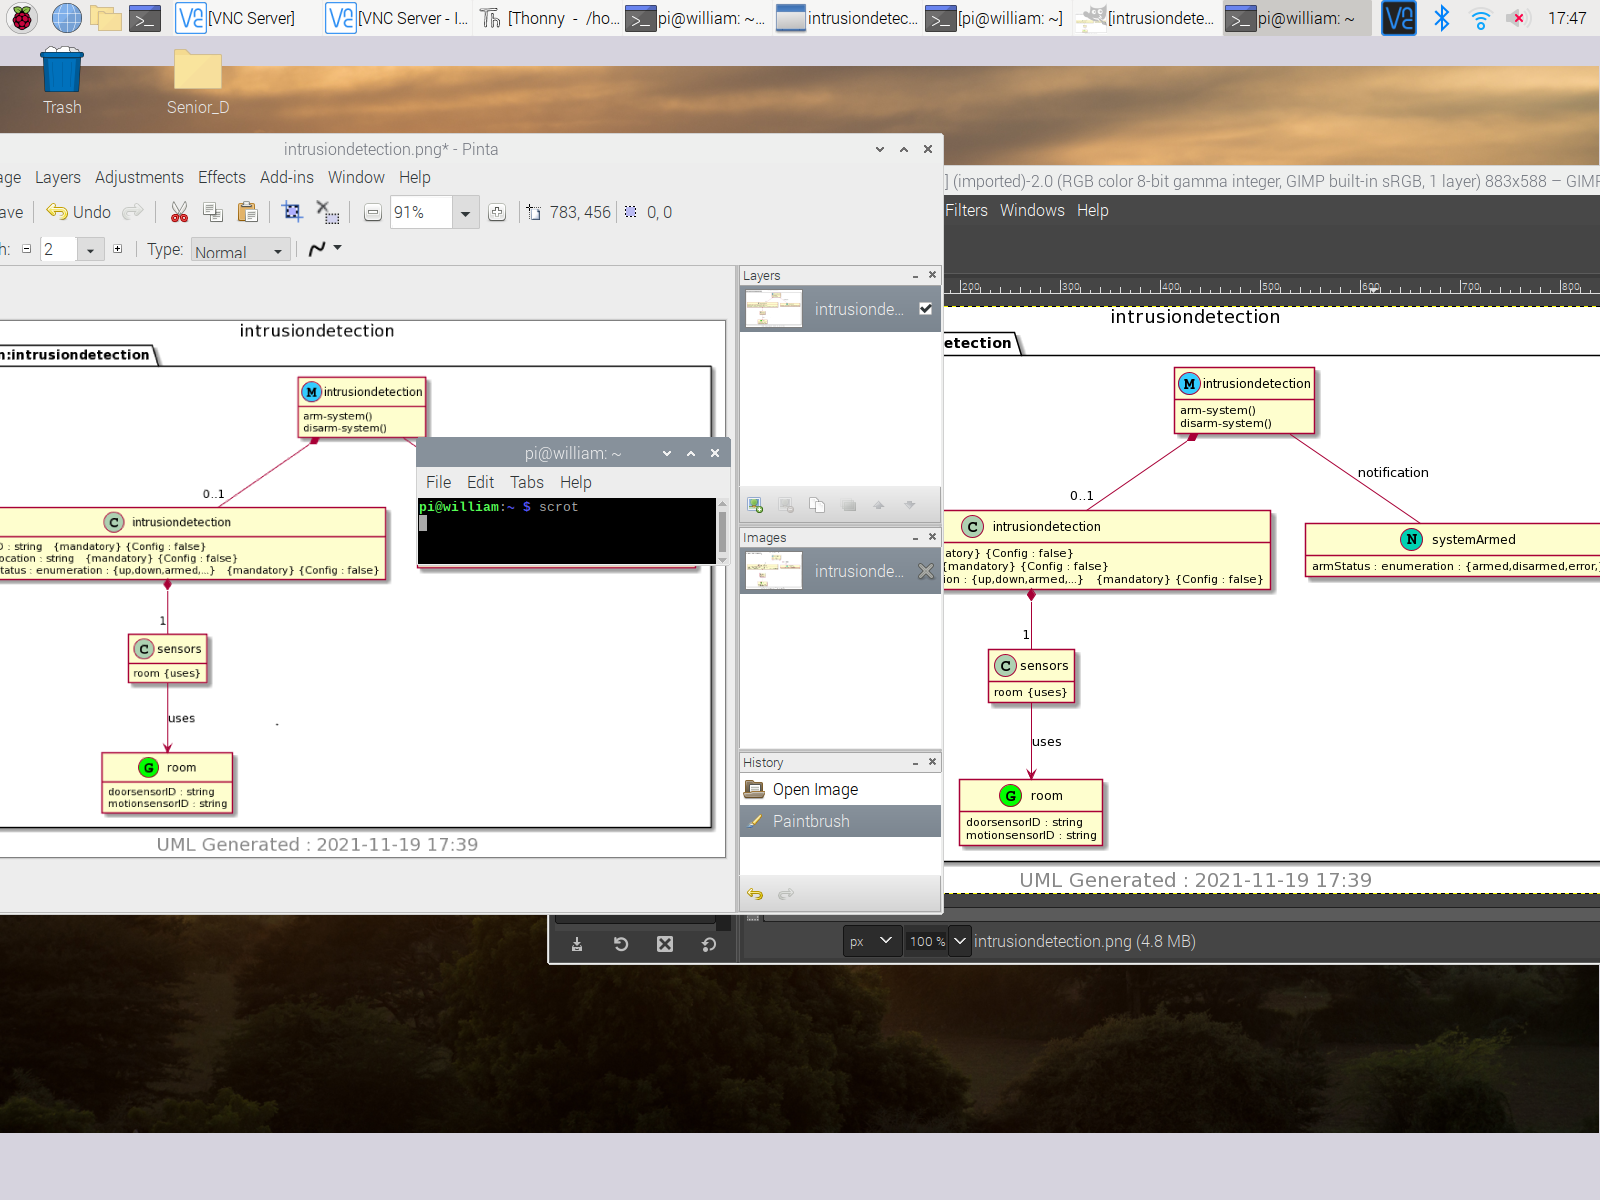 [VNC Server]
[VNC Server - I...
[Thonny  -  /ho...
pi@william: ~...
intrusiondetec...
[pi@william: ~]
[intrusiondete...
pi@william: ~
17:47
Trash
Senior_D
intrusiondetection.png* - Pinta
age Layers Adjustments Effects Add-ins Window Help
ave Undo 91% 783, 456 0, 0
h: 2 Type: Normal
Layers
intrusionde...
Images
intrusionde...
History
Open Image
Paintbrush
intrusiondetection
n:intrusiondetection
M intrusiondetection
arm-system()
disarm-system()
0..1
C intrusiondetection
D : string {mandatory} {Config : false}
ocation : string {mandatory} {Config : false}
tatus : enumeration : {up,down,armed,...} {mandatory} {Config : false}
1
C sensors
room {uses}
uses
G room
doorsensorID : string
motionsensorID : string
UML Generated : 2021-11-19 17:39
pi@william: ~
File Edit Tabs Help
pi@william:~ $ scrot
] (imported)-2.0 (RGB color 8-bit gamma integer, GIMP built-in sRGB, 1 layer) 883x588 – GIMP
Filters Windows Help
200 300 400 500 600 700 800
intrusiondetection
etection
M intrusiondetection
arm-system()
disarm-system()
notification
0..1
C intrusiondetection
atory} {Config : false}
{mandatory} {Config : false}
ion : {up,down,armed,...} {mandatory} {Config : false}
N systemArmed
armStatus : enumeration : {armed,disarmed,error,
1
C sensors
room {uses}
uses
G room
doorsensorID : string
motionsensorID : string
UML Generated : 2021-11-19 17:39
px 100 % intrusiondetection.png (4.8 MB)